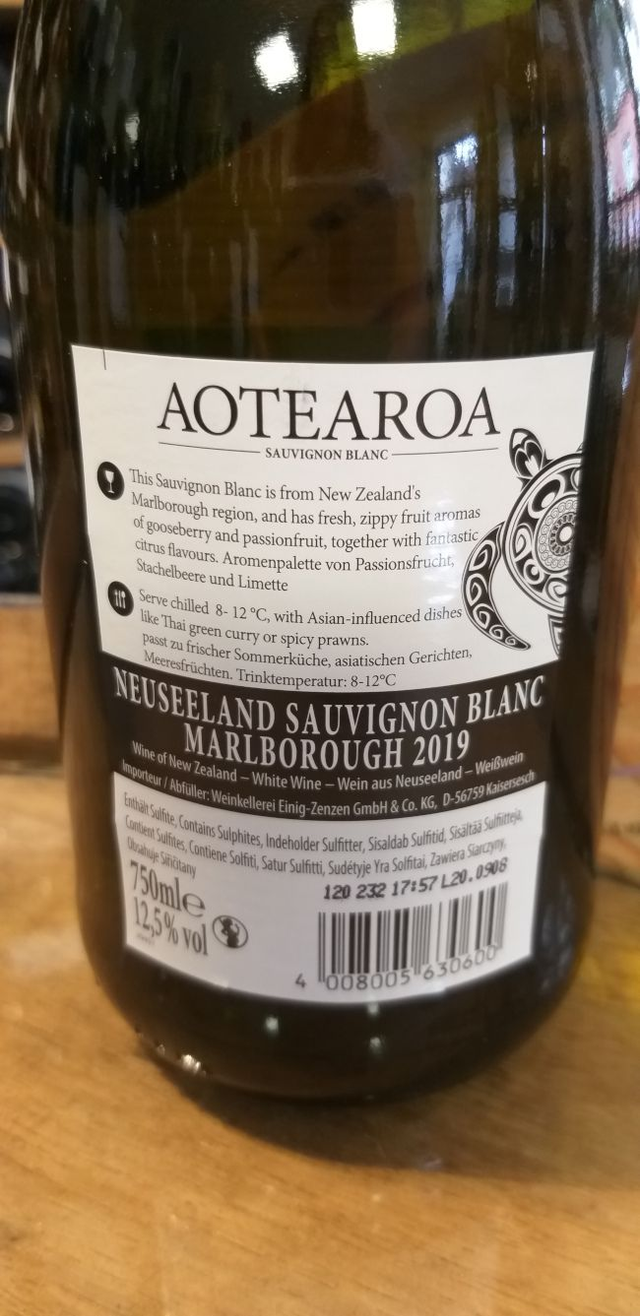 AOTEAROA
SAUVIGNON BLANC
This Sauvignon Blanc is from New Zealand's
Marlborough region, and has fresh, zippy fruit aromas
of gooseberry and passionfruit, together with fantastic
citrus flavours. Aromenpalette von Passionsfrucht,
Stachelbeere und Limette
Serve chilled 8- 12 °C, with Asian-influenced dishes
like Thai green curry or spicy prawns.
passt zu frischer Sommerküche, asiatischen Gerichten,
Meeresfrüchten. Trinktemperatur: 8-12°C
NEUSEELAND SAUVIGNON BLANC
MARLBOROUGH 2019
Wine of New Zealand – White Wine – Wein aus Neuseeland – Weißwein
Importeur / Abfüller: Weinkellerei Einig-Zenzen GmbH & Co. KG, D-56759 Kaisersesch
Enthält Sulfite, Contains Sulphites, Indeholder Sulfitter, Sisaldab Sulfitid, Sisältää Sulfiitteja,
Contient Sulfites, Contiene Solfiti, Satur Sulfitti, Sudėtyje Yra Solfitai, Zawiera Siarczyny,
Obsahuje Siřičitany
120 232 17:57 L20.0908
750ml e
12,5% vol
4 008005 630600